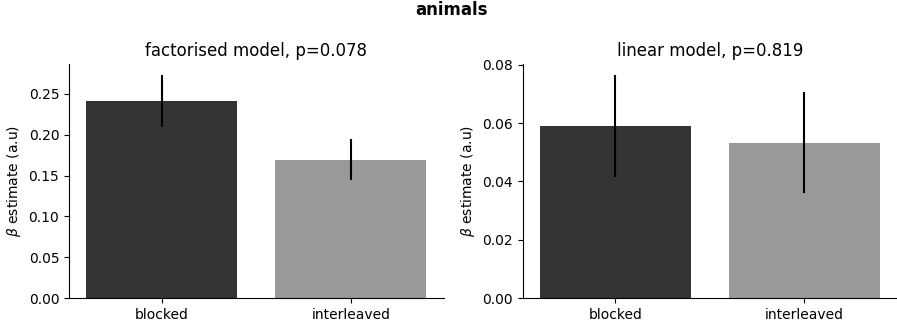 animals
factorised model, p=0.078
β estimate (a.u)
0.25
0.20
0.15
0.10
0.05
0.00
blocked
interleaved
linear model, p=0.819
β estimate (a.u)
0.08
0.06
0.04
0.02
0.00
blocked
interleaved